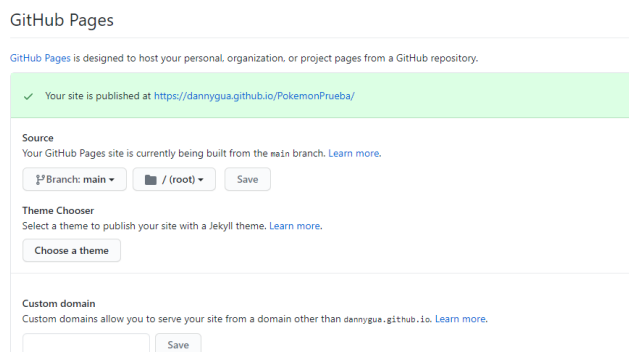 GitHub Pages
GitHub Pages is designed to host your personal, organization, or project pages from a GitHub repository.
✓ Your site is published at https://dannygua.github.io/PokemonPrueba/
Source
Your GitHub Pages site is currently being built from the main branch. Learn more.
Branch: main / (root) Save
Theme Chooser
Select a theme to publish your site with a Jekyll theme. Learn more.
Choose a theme
Custom domain
Custom domains allow you to serve your site from a domain other than dannygua.github.io. Learn more.
Save